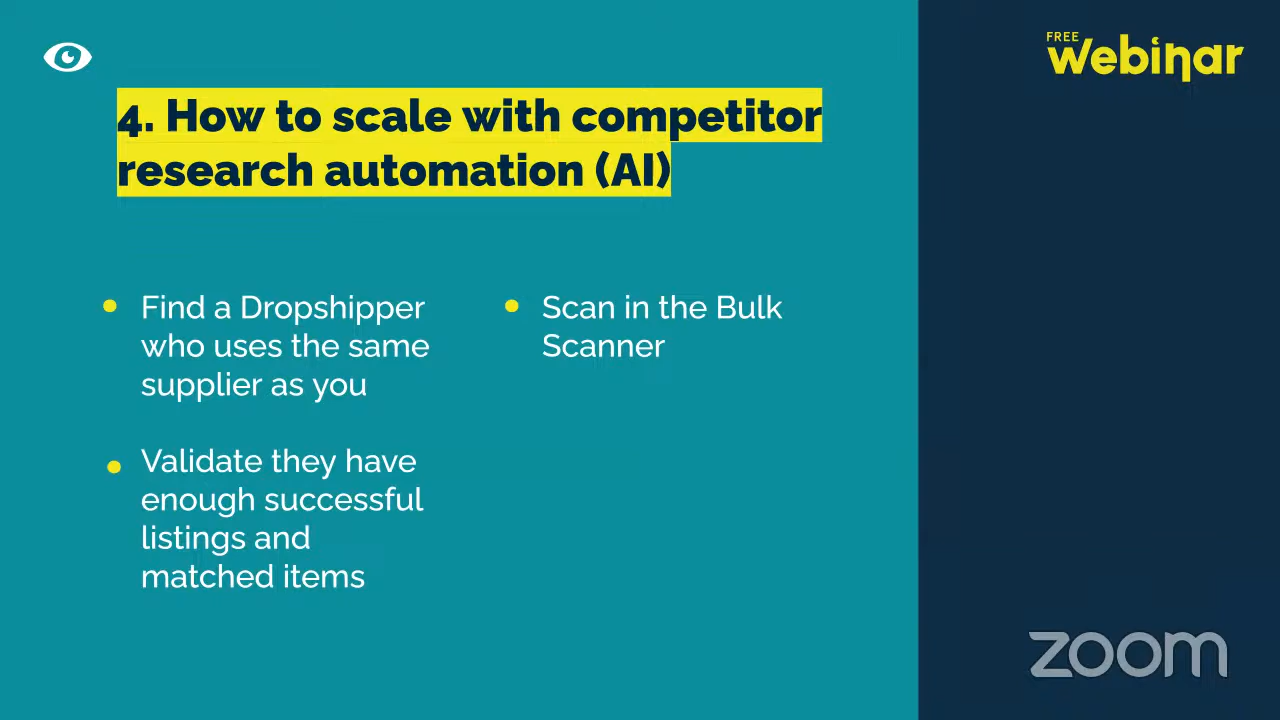 FREE
Webinar
4. How to scale with competitor
research automation (AI)
Find a Dropshipper
who uses the same
supplier as you
Validate they have
enough successful
listings and
matched items
Scan in the Bulk
Scanner
zoom